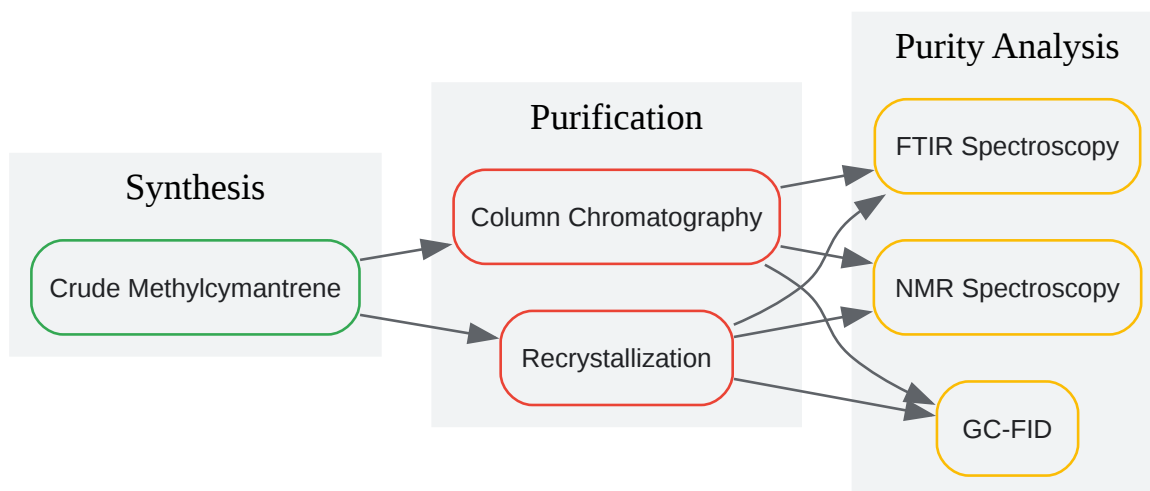 Synthesis
Crude Methylcymantrene
Purification
Column Chromatography
Recrystallization
Purity Analysis
FTIR Spectroscopy
NMR Spectroscopy
GC-FID